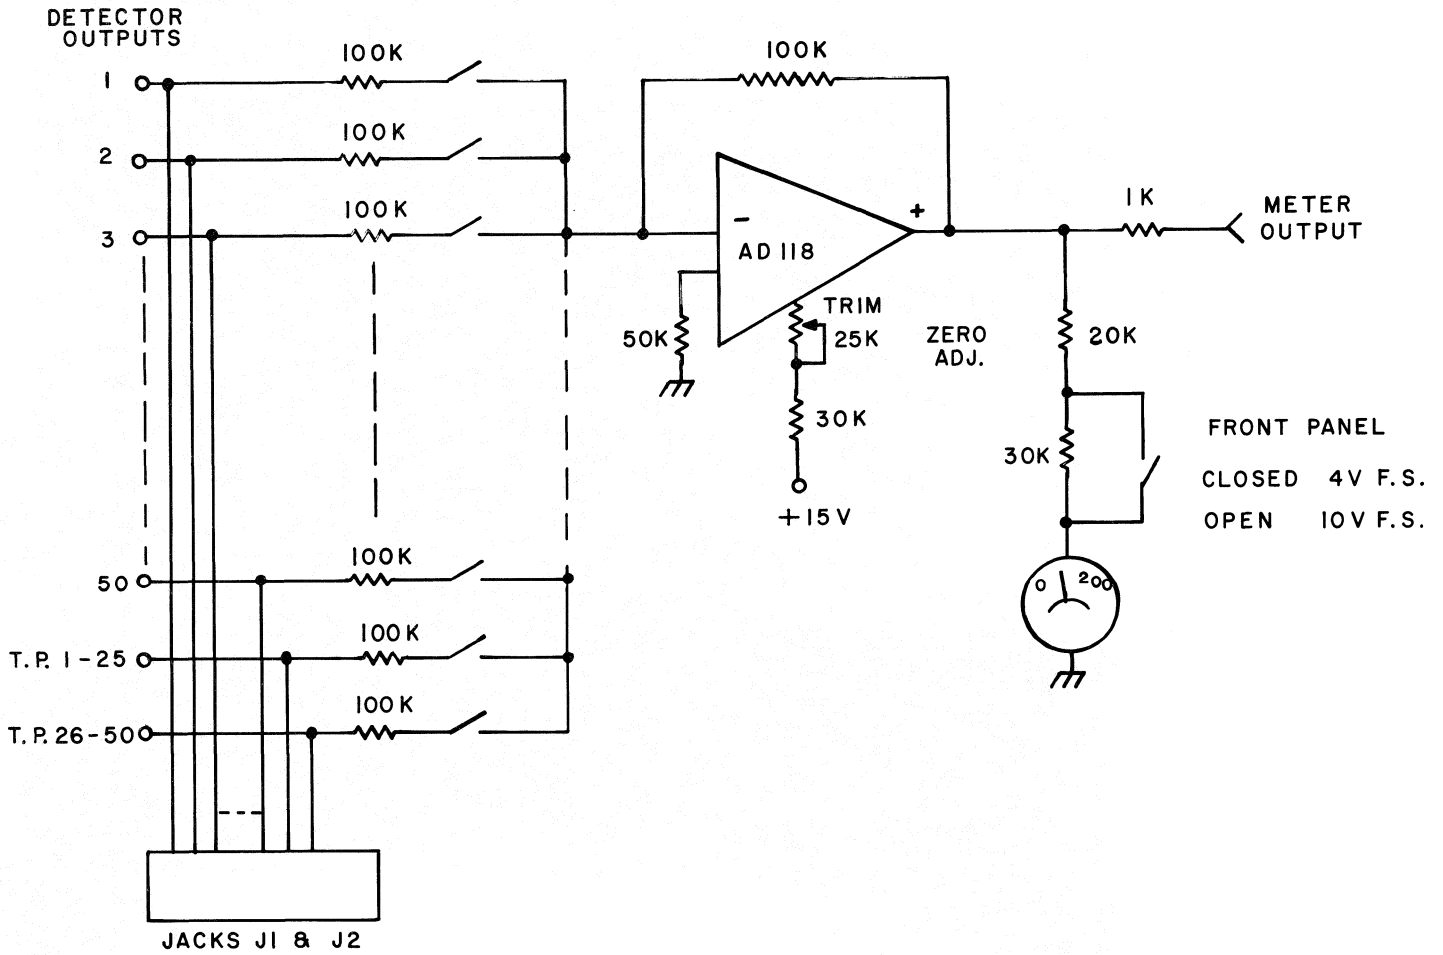 DETECTOR
OUTPUTS
1
100K
100K
2
100K
100K
3
1K
METER
OUTPUT
-
+
AD 118
TRIM
25K
50K
ZERO
ADJ.
20K
30K
+15V
30K
FRONT PANEL
CLOSED 4V F.S.
OPEN 10V F.S.
50
100K
0 200
T.P. 1-25
100K
T.P. 26-50
100K
JACKS J1 & J2